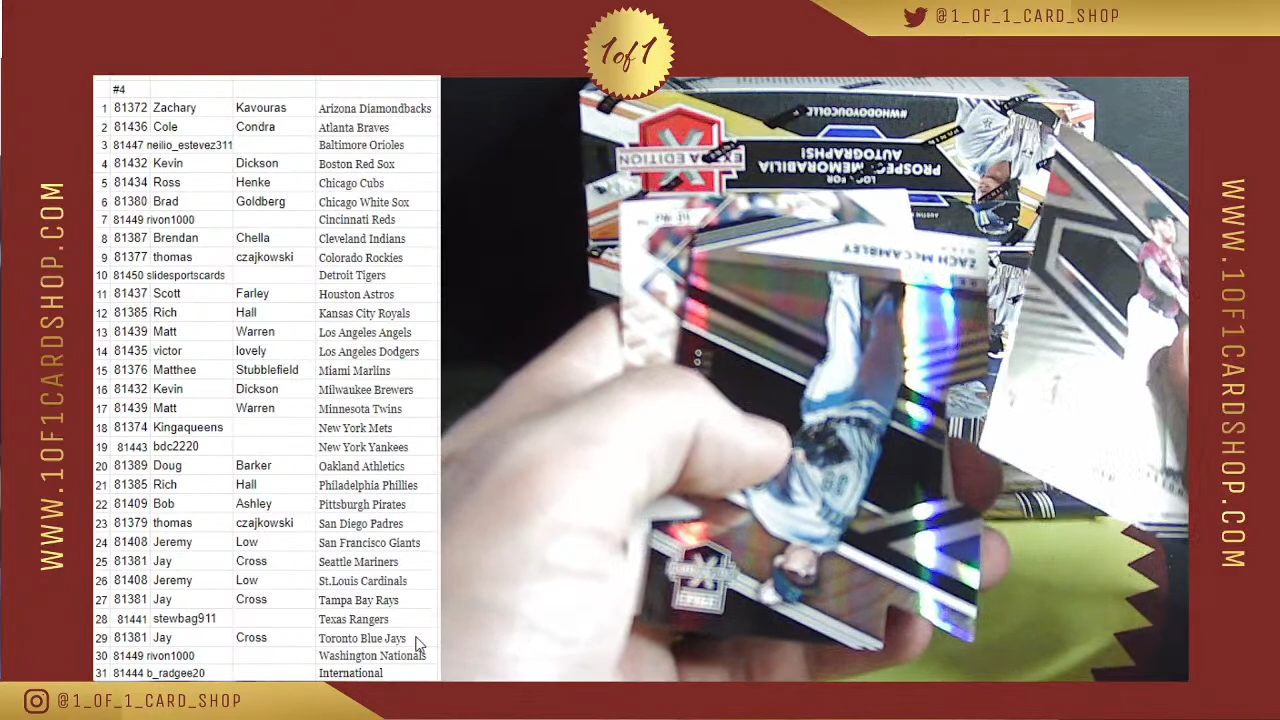 @1_OF_1_CARD_SHOP
1of1
#4
1 81372 Zachary Kavouras Arizona Diamondbacks
2 81436 Cole Condra Atlanta Braves
3 81447 neilio_estevez311 Baltimore Orioles
4 81432 Kevin Dickson Boston Red Sox
5 81434 Ross Henke Chicago Cubs
6 81380 Brad Goldberg Chicago White Sox
7 81449 rivon1000 Cincinnati Reds
8 81387 Brendan Chella Cleveland Indians
9 81377 thomas czajkowski Colorado Rockies
10 81450 slidesportscards Detroit Tigers
11 81437 Scott Farley Houston Astros
12 81385 Rich Hall Kansas City Royals
13 81439 Matt Warren Los Angeles Angels
14 81435 victor lovely Los Angeles Dodgers
15 81376 Matthee Stubblefield Miami Marlins
16 81432 Kevin Dickson Milwaukee Brewers
17 81439 Matt Warren Minnesota Twins
18 81374 Kingaqueens New York Mets
19 81443 bdc2220 New York Yankees
20 81389 Doug Barker Oakland Athletics
21 81385 Rich Hall Philadelphia Phillies
22 81409 Bob Ashley Pittsburgh Pirates
23 81379 thomas czajkowski San Diego Padres
24 81408 Jeremy Low San Francisco Giants
25 81381 Jay Cross Seattle Mariners
26 81408 Jeremy Low St.Louis Cardinals
27 81381 Jay Cross Tampa Bay Rays
28 81441 stewbag911 Texas Rangers
29 81381 Jay Cross Toronto Blue Jays
30 81449 rivon1000 Washington Nationals
31 81444 b_radgee20 International
#WHODOYOUCOLLECT
LOOK FOR
PROSPECT MEMORABILIA
AUTOGRAPHS!
EXTRA EDITION
ZACH McCAMBLEY
WWW.1OF1CARDSHOP.COM
WWW.1OF1CARDSHOP.COM
@1_OF_1_CARD_SHOP